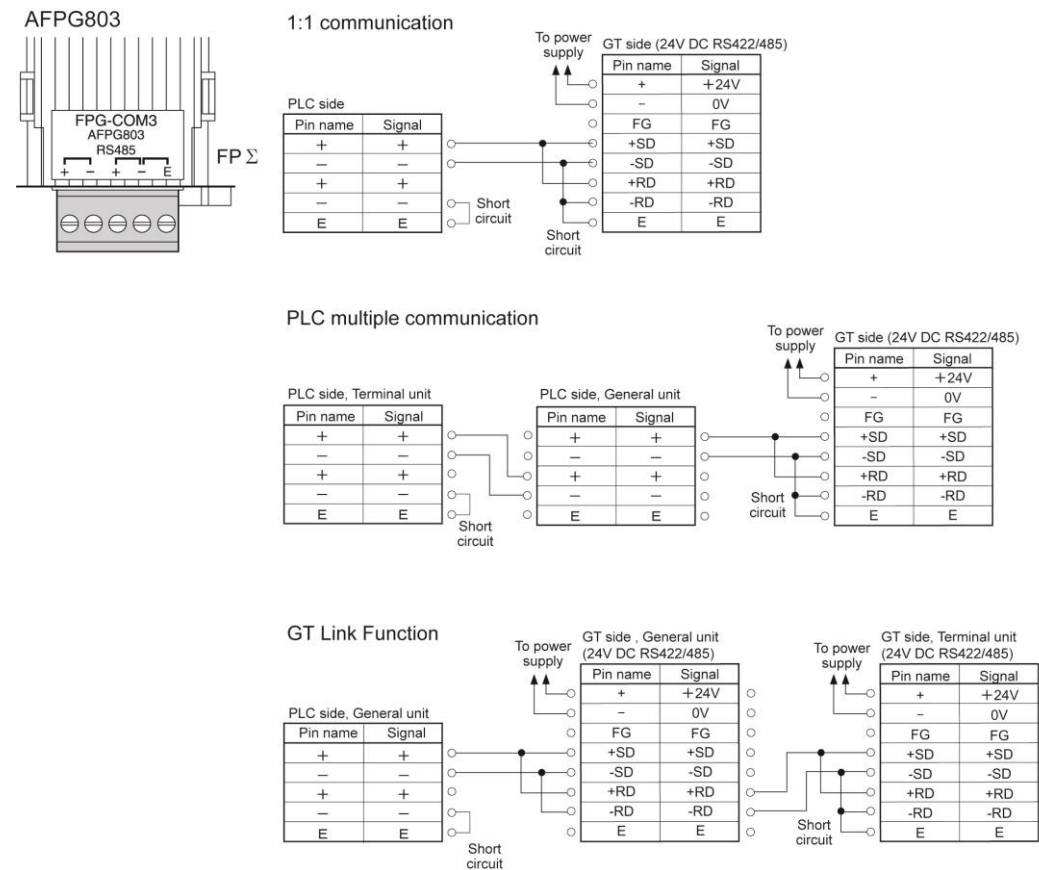 AFPG803
FPG-COM3
AFPG803
RS485
+ − + − E
FP Σ
1:1 communication
To power
supply
GT side (24V DC RS422/485)
Pin name Signal
+ +24V
− 0V
FG FG
+SD +SD
-SD -SD
+RD +RD
-RD -RD
E E
Short
circuit
PLC side
Pin name Signal
+ +
− −
+ +
− −
E E
Short
circuit
PLC multiple communication
To power
supply
GT side (24V DC RS422/485)
Pin name Signal
+ +24V
− 0V
FG FG
+SD +SD
-SD -SD
+RD +RD
-RD -RD
E E
Short
circuit
PLC side, Terminal unit
Pin name Signal
+ +
− −
+ +
− −
E E
Short
circuit
PLC side, General unit
Pin name Signal
+ +
− −
+ +
− −
E E
GT Link Function
To power
supply
GT side , General unit
(24V DC RS422/485)
Pin name Signal
+ +24V
− 0V
FG FG
+SD +SD
-SD -SD
+RD +RD
-RD -RD
E E
To power
supply
GT side, Terminal unit
(24V DC RS422/485)
Pin name Signal
+ +24V
− 0V
FG FG
+SD +SD
-SD -SD
+RD +RD
-RD -RD
E E
Short
circuit
PLC side, General unit
Pin name Signal
+ +
− −
+ +
− −
E E
Short
circuit